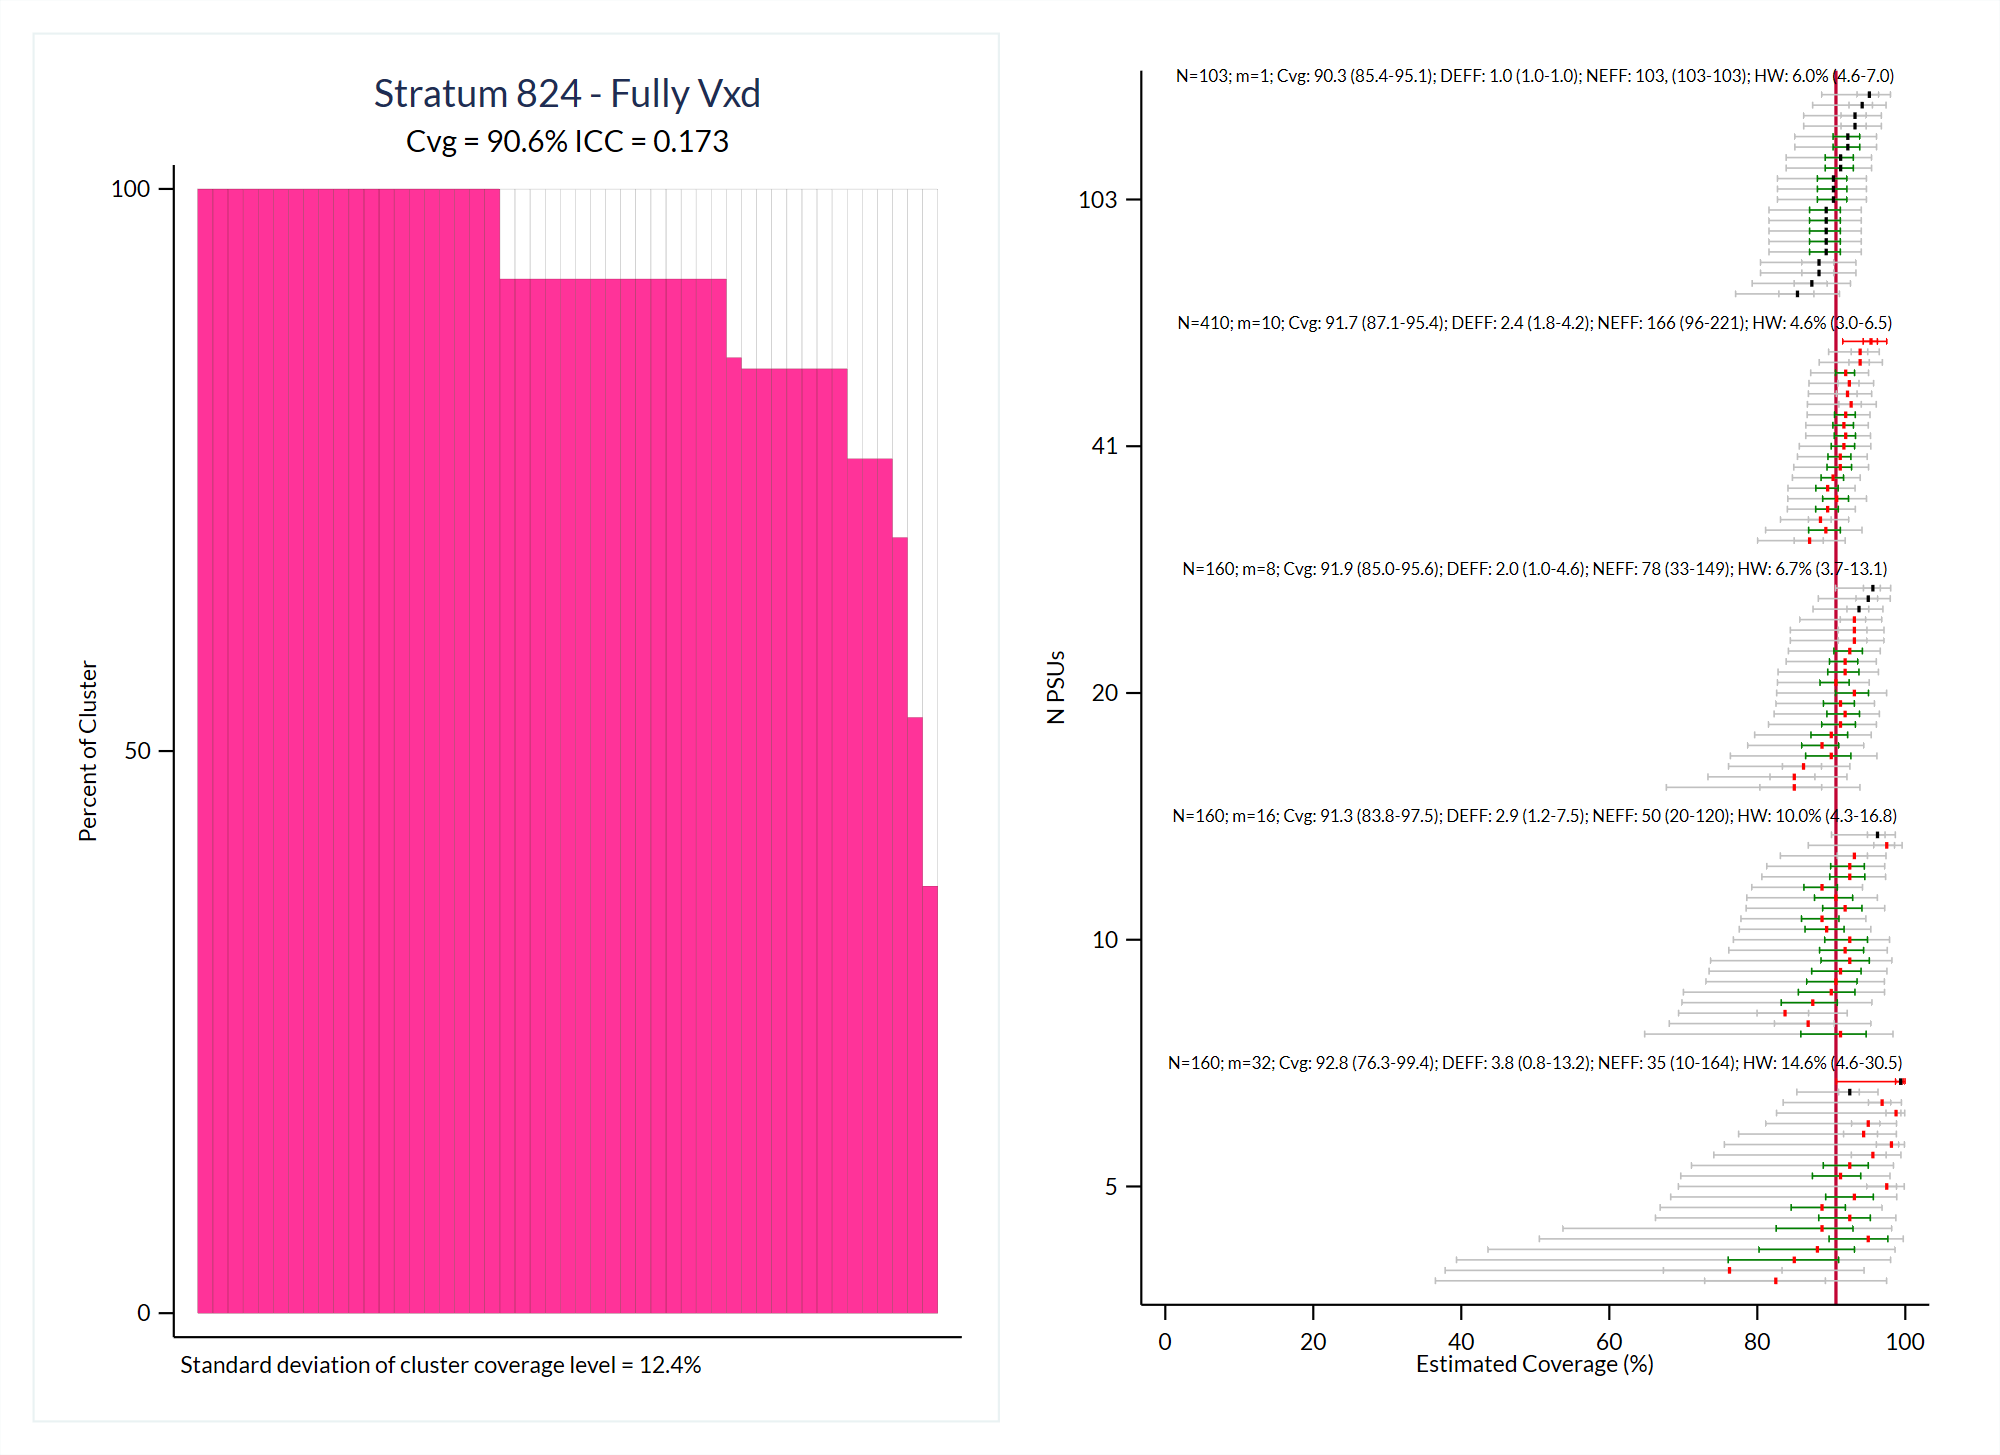 Stratum 824 - Fully Vxd
Cvg = 90.6% ICC = 0.173
100
50
0
Percent of Cluster
Standard deviation of cluster coverage level = 12.4%
N=103; m=1; Cvg: 90.3 (85.4-95.1); DEFF: 1.0 (1.0-1.0); NEFF: 103, (103-103); HW: 6.0% (4.6-7.0)
103
N=410; m=10; Cvg: 91.7 (87.1-95.4); DEFF: 2.4 (1.8-4.2); NEFF: 166 (96-221); HW: 4.6% (3.0-6.5)
41
N=160; m=8; Cvg: 91.9 (85.0-95.6); DEFF: 2.0 (1.0-4.6); NEFF: 78 (33-149); HW: 6.7% (3.7-13.1)
N PSUs
20
N=160; m=16; Cvg: 91.3 (83.8-97.5); DEFF: 2.9 (1.2-7.5); NEFF: 50 (20-120); HW: 10.0% (4.3-16.8)
10
N=160; m=32; Cvg: 92.8 (76.3-99.4); DEFF: 3.8 (0.8-13.2); NEFF: 35 (10-164); HW: 14.6% (4.6-30.5)
5
0 20 40 60 80 100
Estimated Coverage (%)